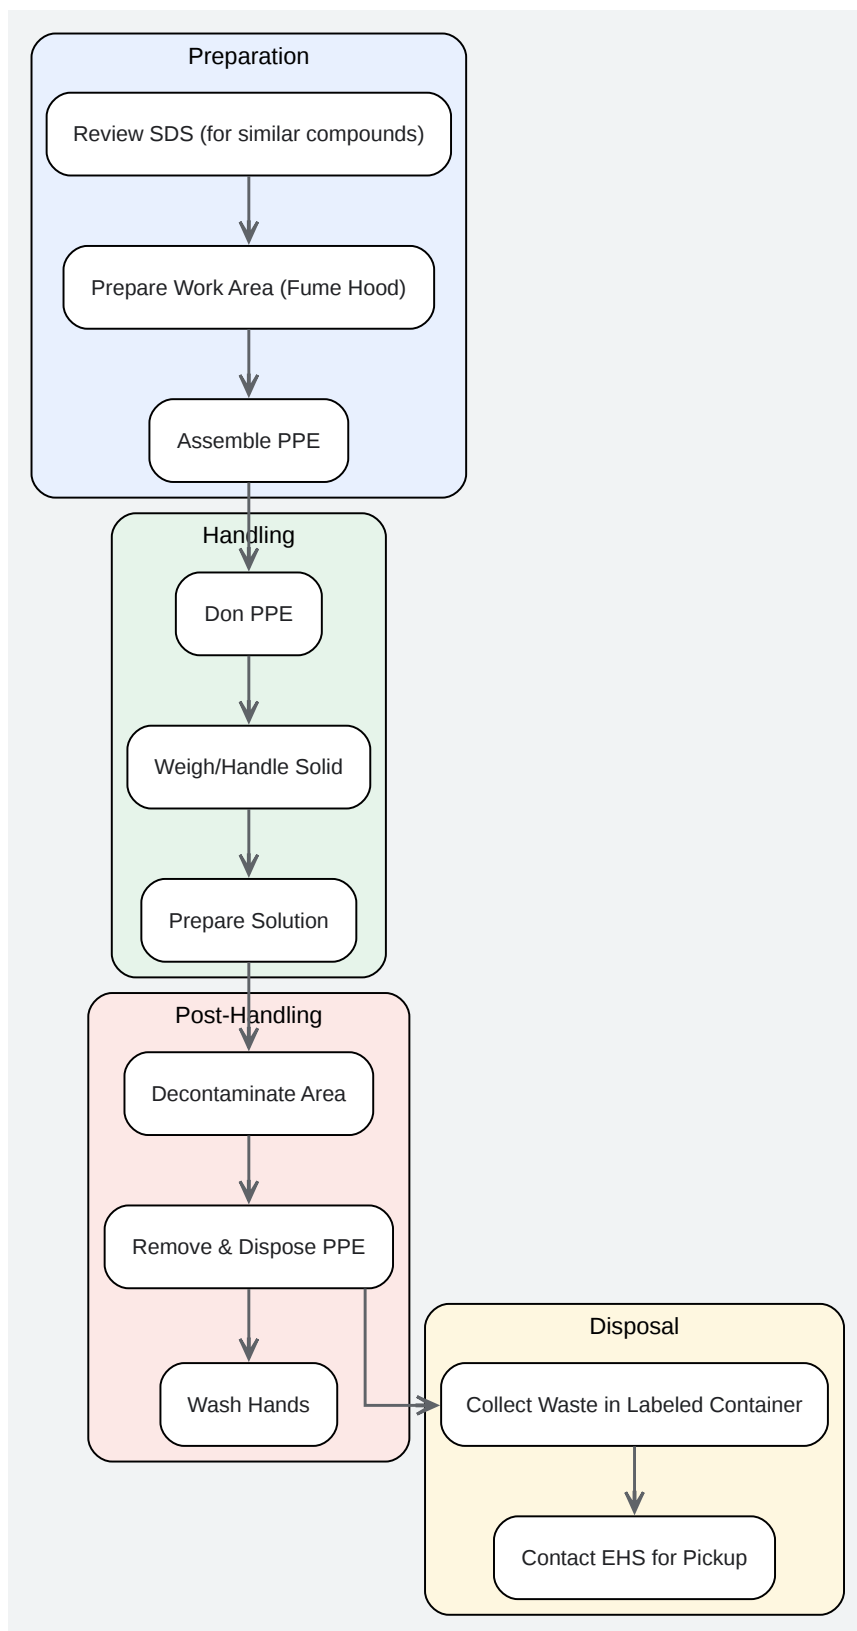 Preparation
Review SDS (for similar compounds)
Prepare Work Area (Fume Hood)
Assemble PPE
Handling
Don PPE
Weigh/Handle Solid
Prepare Solution
Post-Handling
Decontaminate Area
Remove & Dispose PPE
Wash Hands
Disposal
Collect Waste in Labeled Container
Contact EHS for Pickup